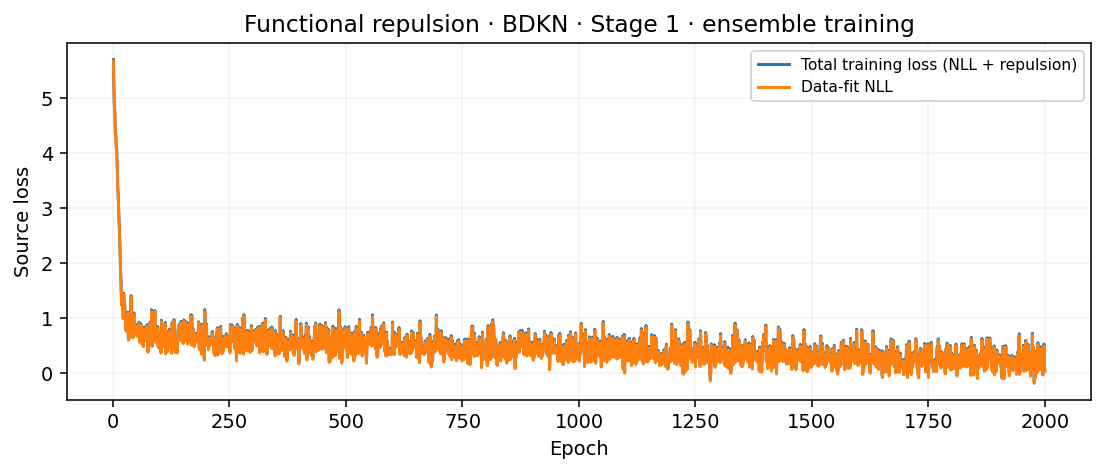 Functional repulsion · BDKN · Stage 1 · ensemble training
Total training loss (NLL + repulsion)
Data-fit NLL
Source loss
5
4
3
2
1
0
0 250 500 750 1000 1250 1500 1750 2000
Epoch